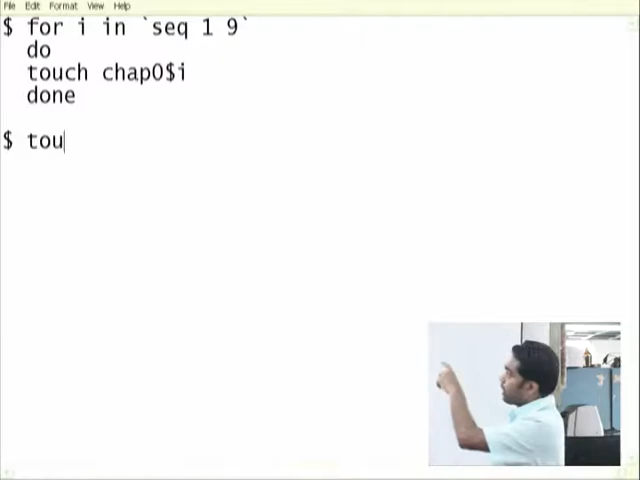 File Edit Format View Help
$ for i in `seq 1 9`
do
touch chap0$i
done
$ tou